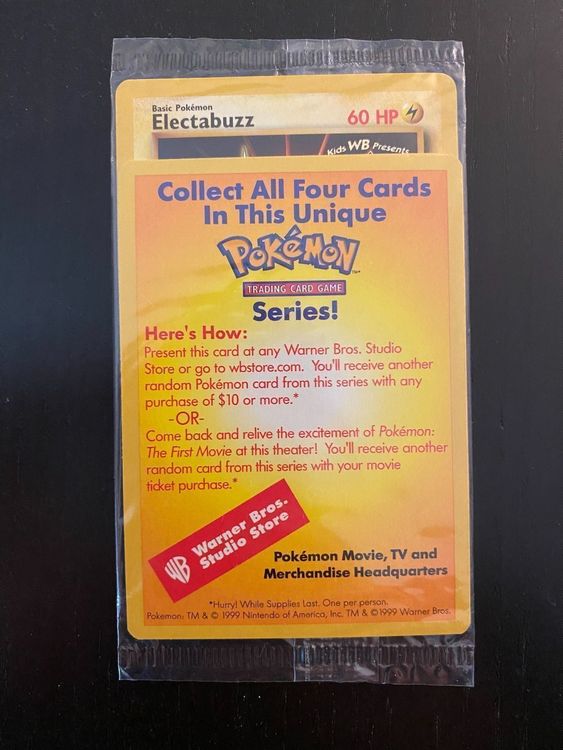 Basic Pokémon
Electabuzz
60 HP
Kids WB Presents
Collect All Four Cards
In This Unique
POKéMON
TRADING CARD GAME
Series!
Here's How:
Present this card at any Warner Bros. Studio
Store or go to wbstore.com. You'll receive another
random Pokémon card from this series with any
purchase of $10 or more.*
-OR-
Come back and relive the excitement of Pokémon:
The First Movie at this theater! You'll receive another
random card from this series with your movie
ticket purchase.*
WB
Warner Bros.
Studio Store
Pokémon Movie, TV and
Merchandise Headquarters
*Hurry! While Supplies Last. One per person.
Pokemon: TM & © 1999 Nintendo of America, Inc. TM & ©1999 Warner Bros.